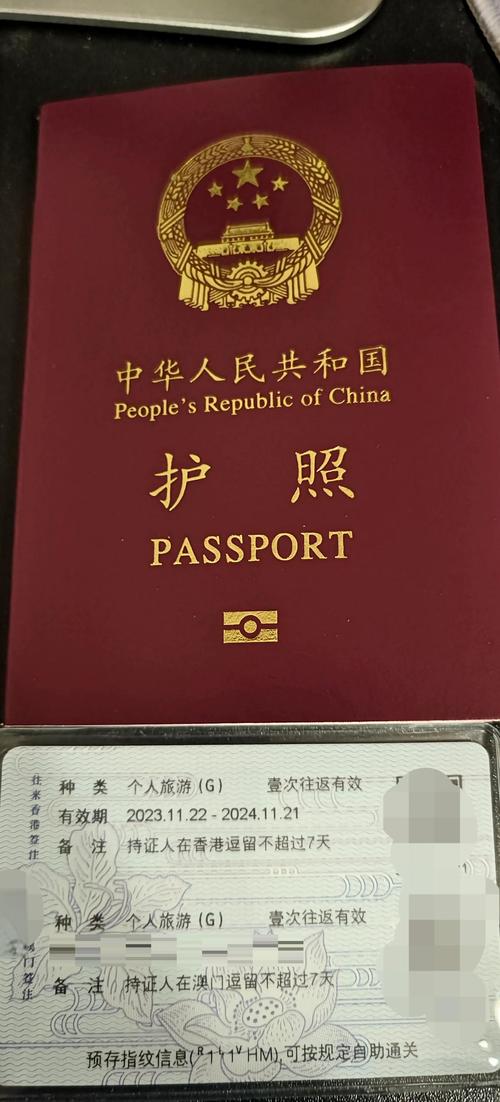 中华人民共和国
People's Republic of China
护 照
PASSPORT
往来香港签注
种 类 个人旅游(G) 壹次往返有效
有效期 2023.11.22 - 2024.11.21
备 注 持证人在香港逗留不超过7天
门签注
种 类 个人旅游(G) 壹次往返有效
备 注 持证人在澳门逗留不超过7天
预存指纹信息 HM),可按规定自助通关